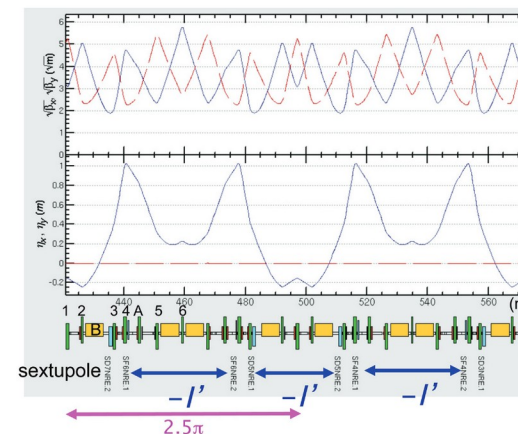 √βx, √βy (√m)
6
5
4
3
2
1
0
ηx, ηy (m)
1
0.8
0.6
0.4
0.2
0
-0.2
440 460 480 500 520 540 560 (m
1 2 3 4 A 5 6
B
SD7NRE.2 SF6NRE.1 SF6NRE.2 SD5NRE.1 SD5NRE.2 SF4NRE.1 SF4NRE.2 SD3NRE.1
sextupole
–I’ –I’ –I’
2.5π